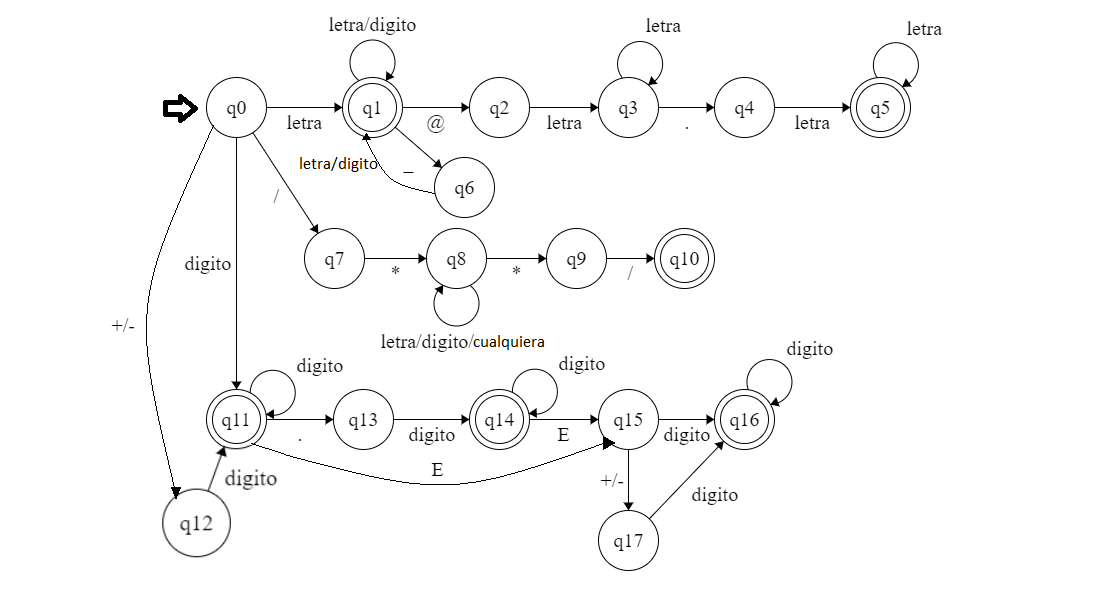 letra/digito
letra
letra
q0
q1
q2
q3
q4
q5
letra
@
letra
.
letra
letra/digito
_
q6
/
q7
q8
q9
q10
digito
*
*
/
+/-
letra/digito/cualquiera
digito
digito
digito
q11
q13
q14
q15
q16
.
digito
E
digito
E
digito
+/-
digito
q12
q17